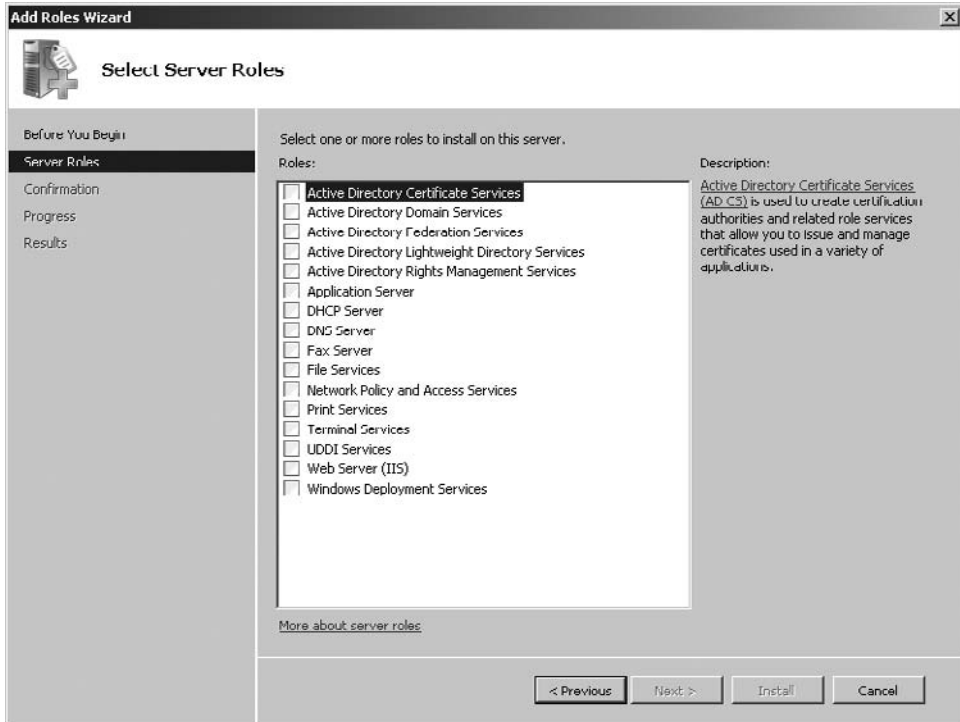 Add Roles Wizard
Select Server Roles
Before You Begin
Server Roles
Confirmation
Progress
Results
Select one or more roles to install on this server.
Roles:
Active Directory Certificate Services
Active Directory Domain Services
Active Directory Federation Services
Active Directory Lightweight Directory Services
Active Directory Rights Management Services
Application Server
DHCP Server
DNS Server
Fax Server
File Services
Network Policy and Access Services
Print Services
Terminal Services
UDDI Services
Web Server (IIS)
Windows Deployment Services
More about server roles
Description:
Active Directory Certificate Services
(AD CS) is used to create certification
authorities and related role services
that allow you to issue and manage
certificates used in a variety of
applications.
< Previous
Next >
Install
Cancel